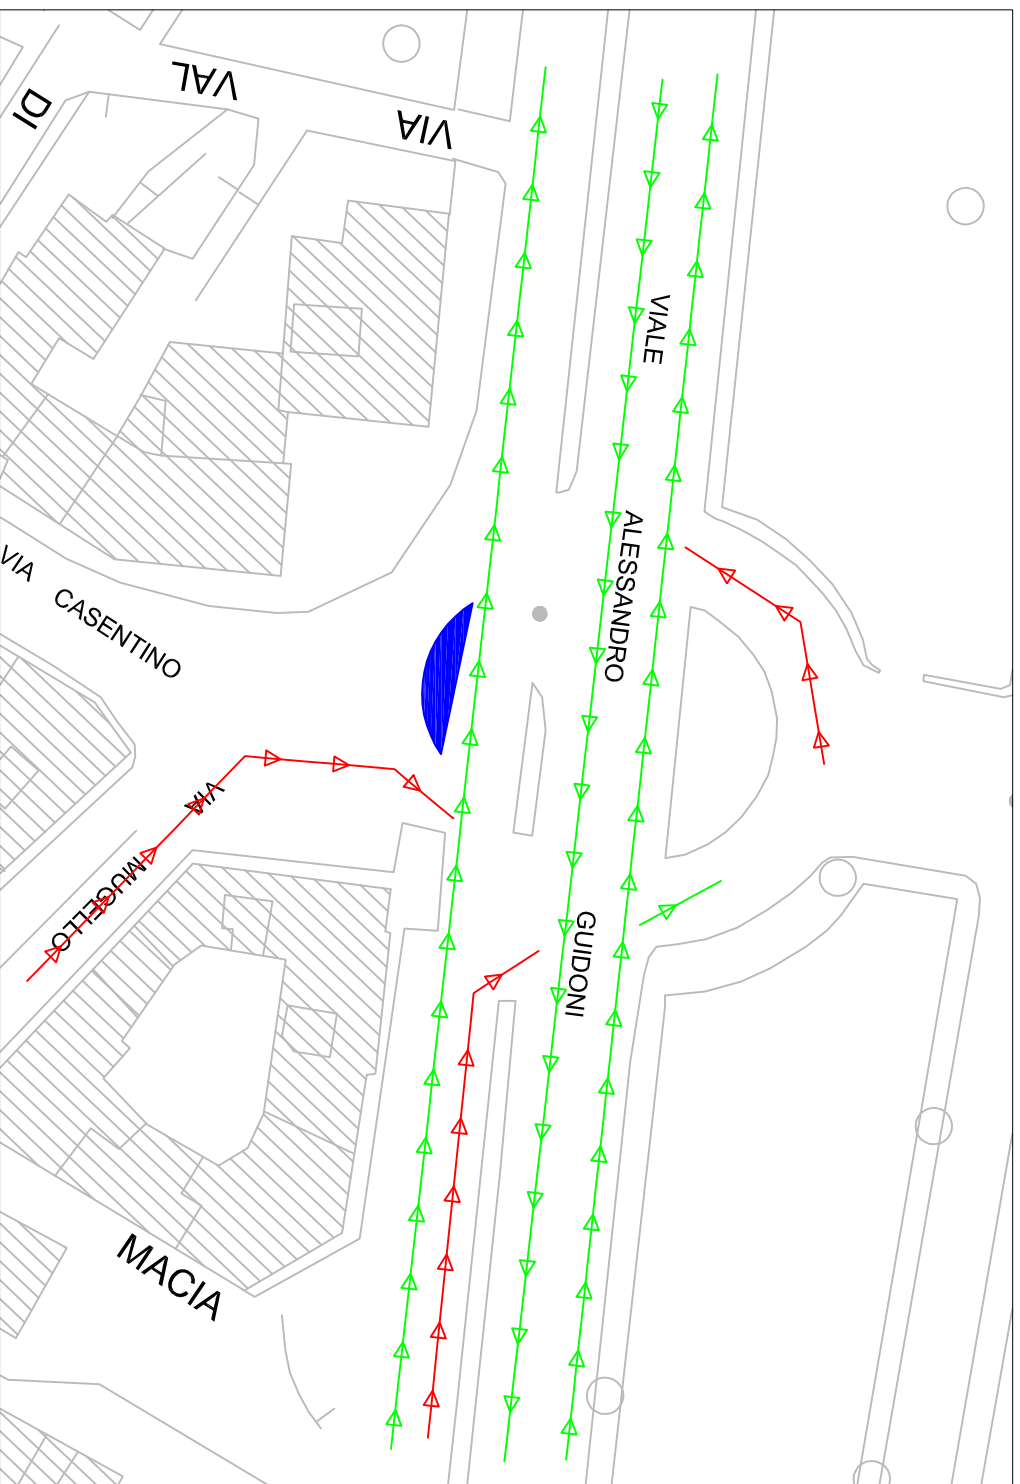 DI
VAL
VIA
VIALE
ALESSANDRO
GUIDONI
VIA CASENTINO
VIA
MUGELLO
MACIA